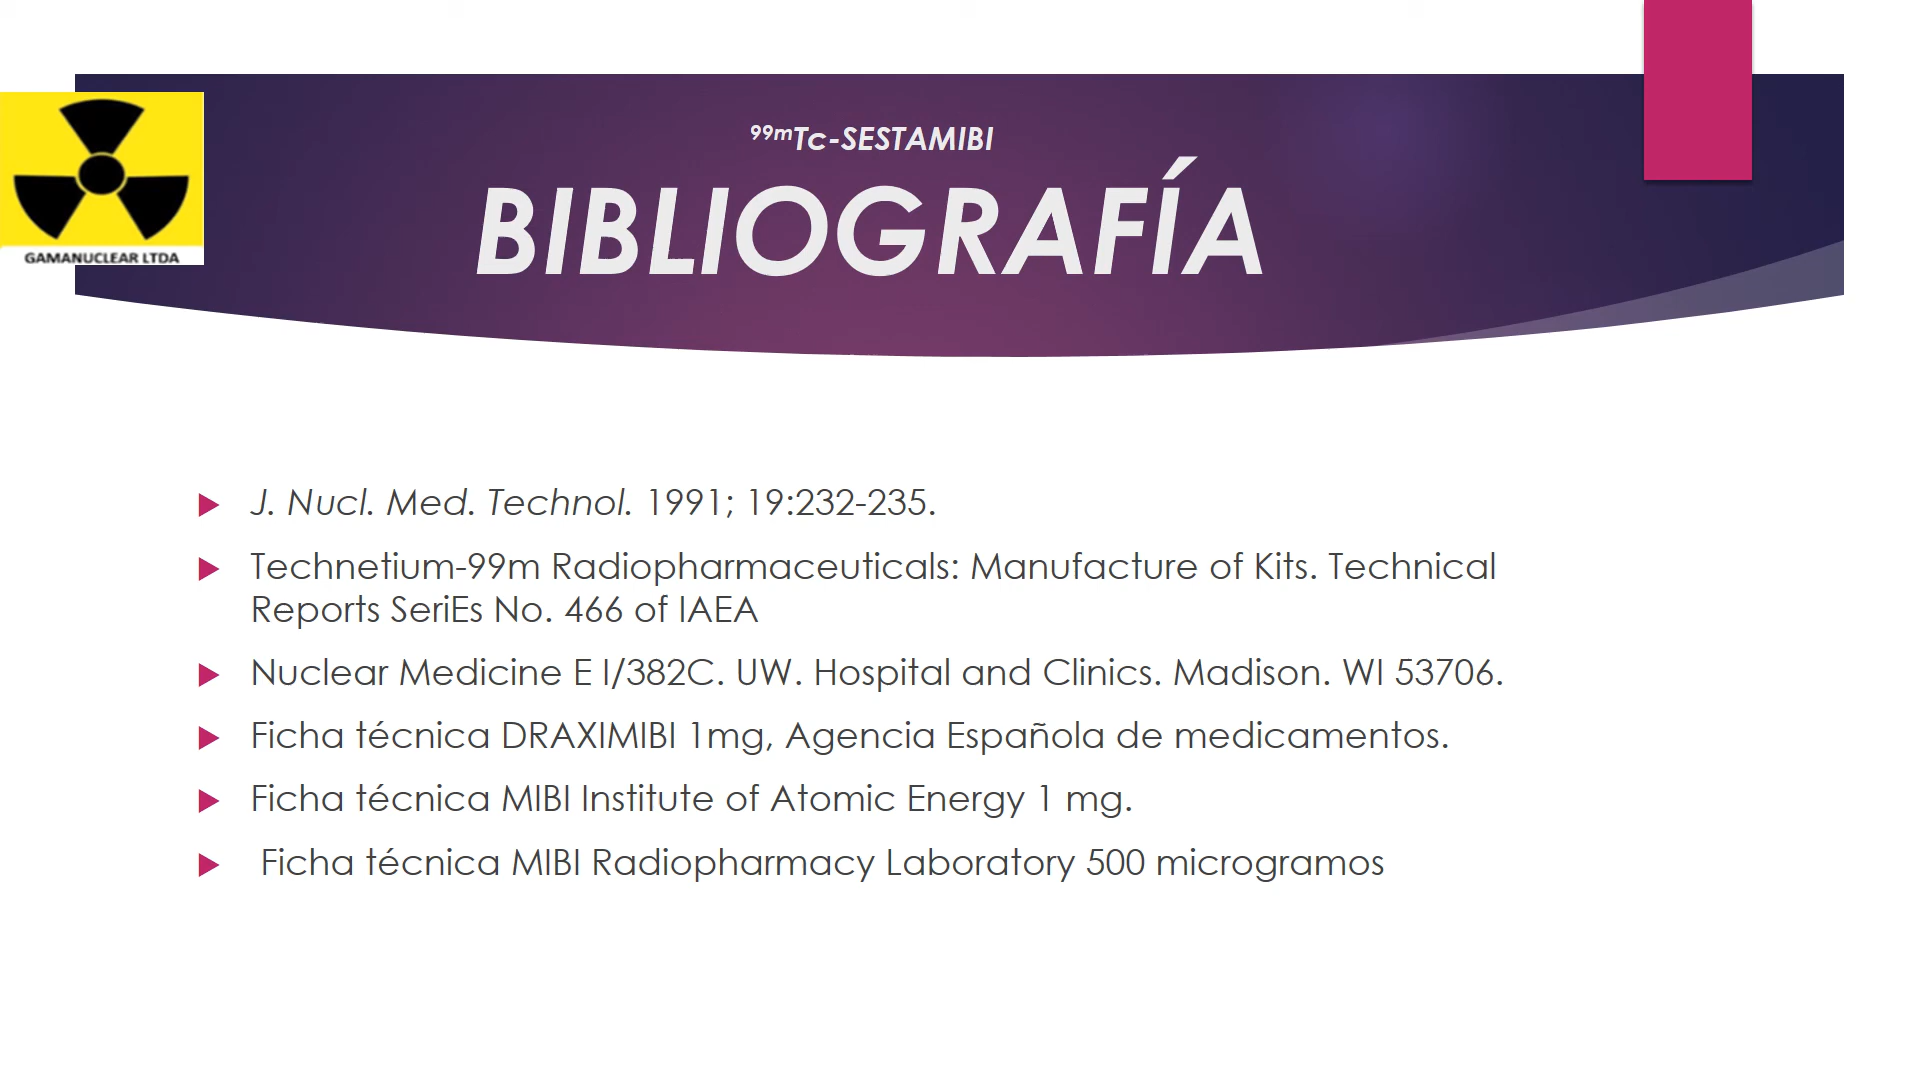 99mTc-SESTAMIBI
BIBLIOGRAFÍA
GAMANUCLEAR LTDA
J. Nucl. Med. Technol. 1991; 19:232-235.
Technetium-99m Radiopharmaceuticals: Manufacture of Kits. Technical
Reports SeriEs No. 466 of IAEA
Nuclear Medicine E I/382C. UW. Hospital and Clinics. Madison. WI 53706.
Ficha técnica DRAXIMIBI 1mg, Agencia Española de medicamentos.
Ficha técnica MIBI Institute of Atomic Energy 1 mg.
Ficha técnica MIBI Radiopharmacy Laboratory 500 microgramos